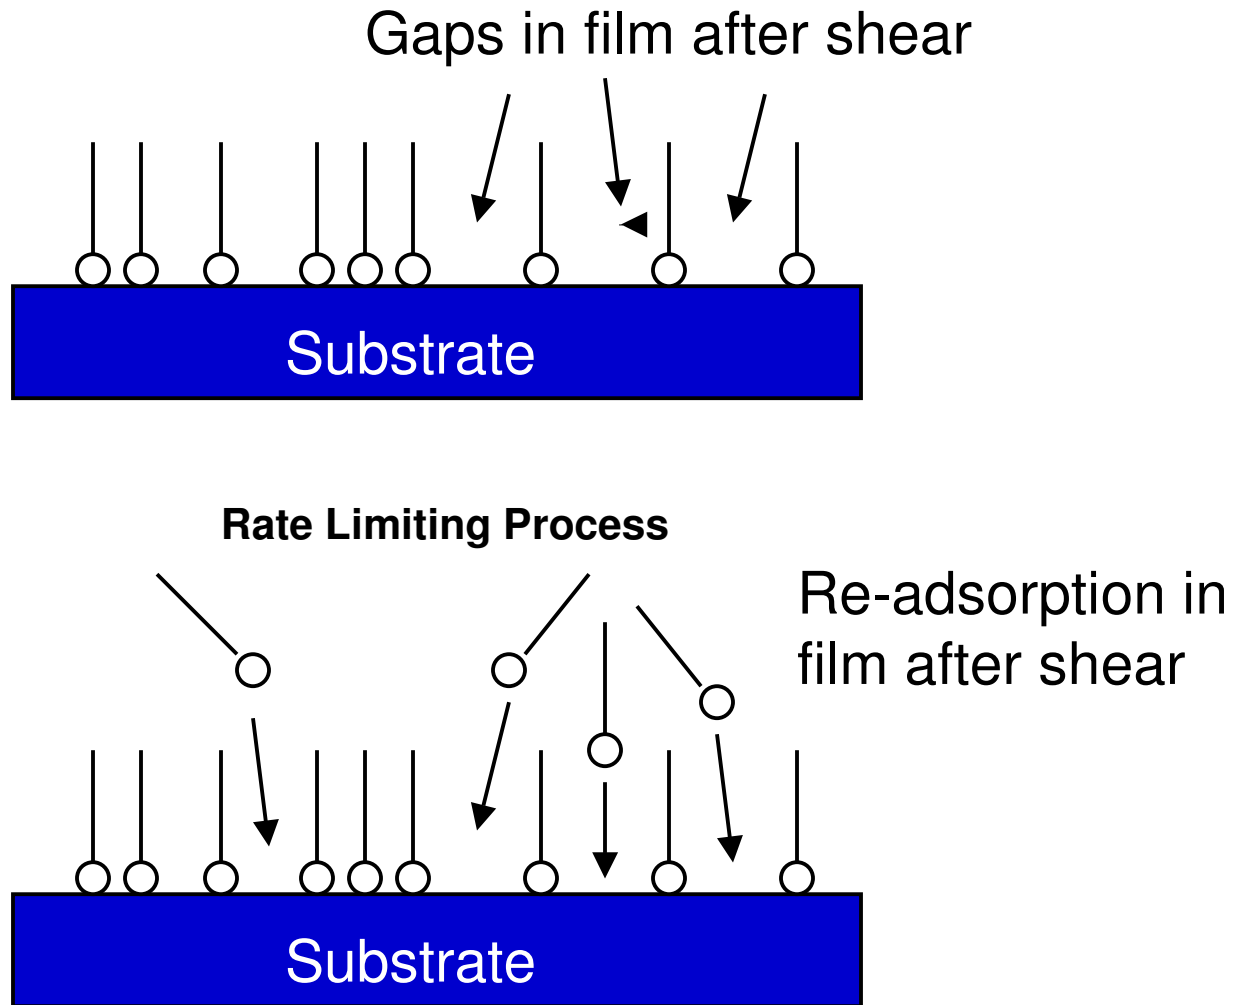 Gaps in film after shear
Substrate
Rate Limiting Process
Re-adsorption in
film after shear
Substrate